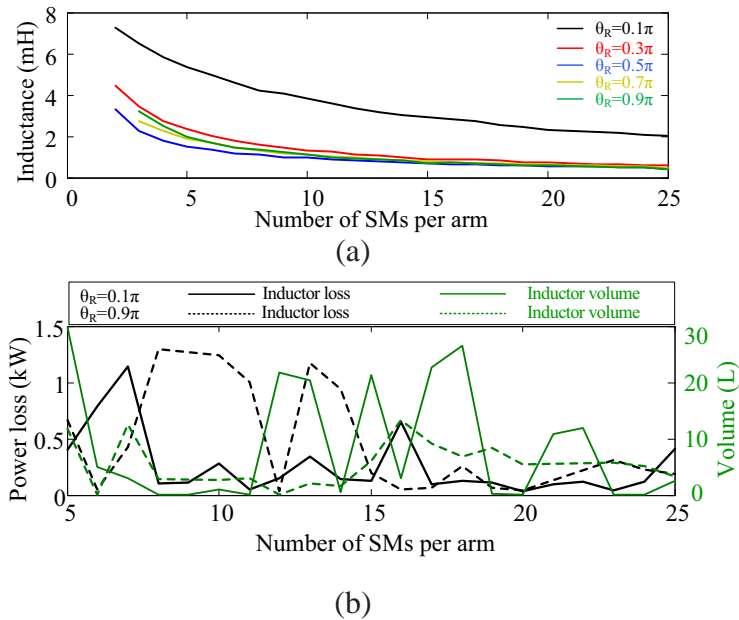 8
6
4
2
0
Inductance (mH)
θR=0.1π
θR=0.3π
θR=0.5π
θR=0.7π
θR=0.9π
0 5 10 15 20 25
Number of SMs per arm
(a)
θR=0.1π Inductor loss Inductor volume
θR=0.9π Inductor loss Inductor volume
1.5
1
0.5
0
Power loss (kW)
30
20
10
0
Volume (L)
5 10 15 20 25
Number of SMs per arm
(b)